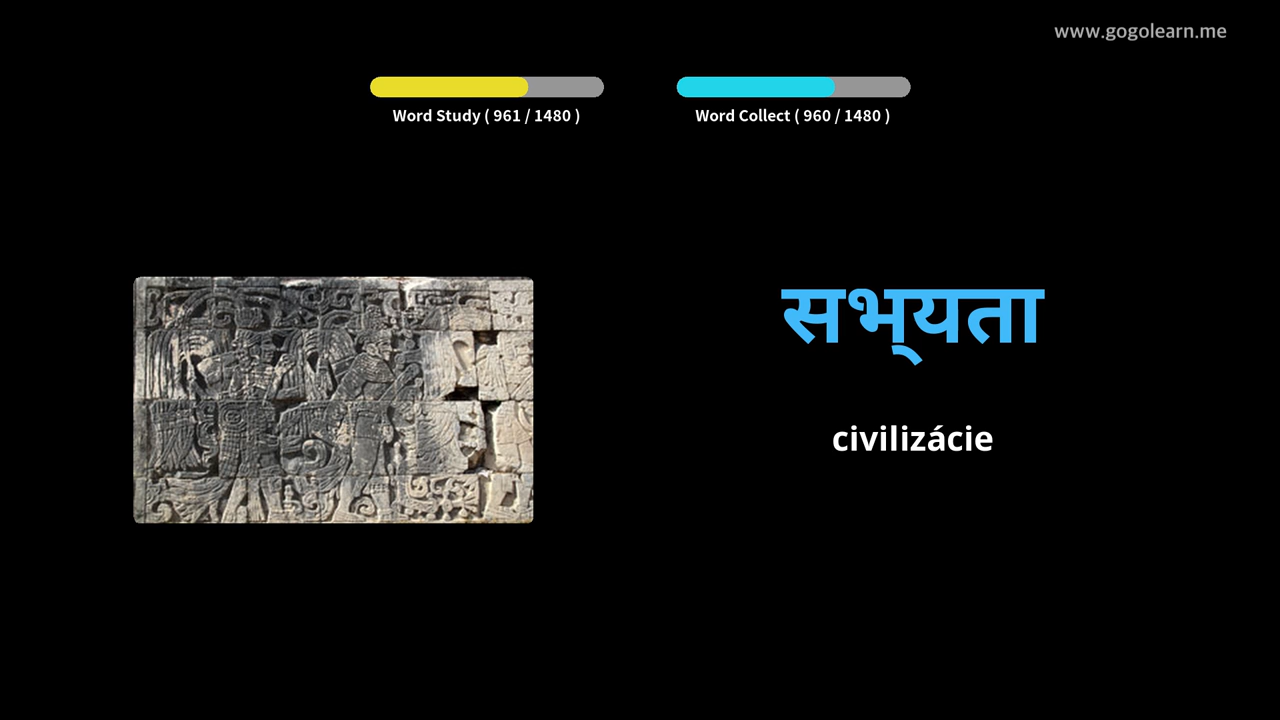 www.gogolearn.me
Word Study ( 961 / 1480 )
Word Collect ( 960 / 1480 )
सभ्‌यता
civilizácie